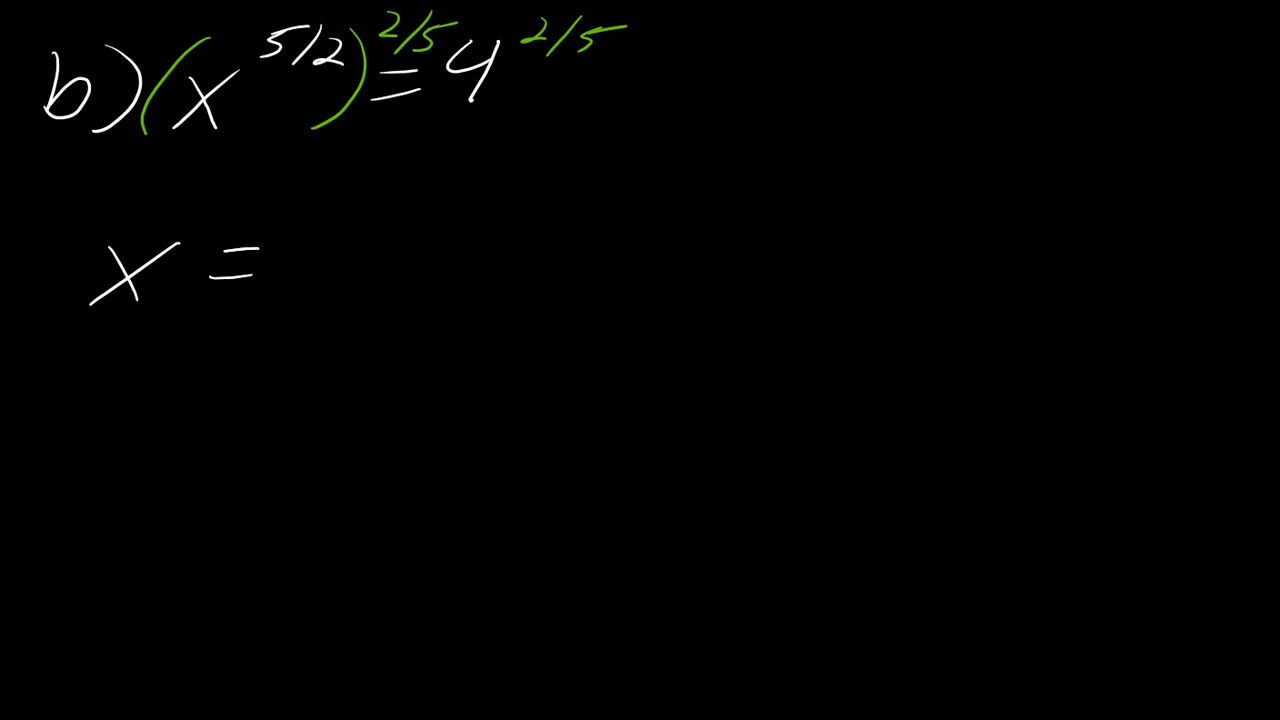 b) (x^{5/2})^{2/5} = 4^{2/5}
x =